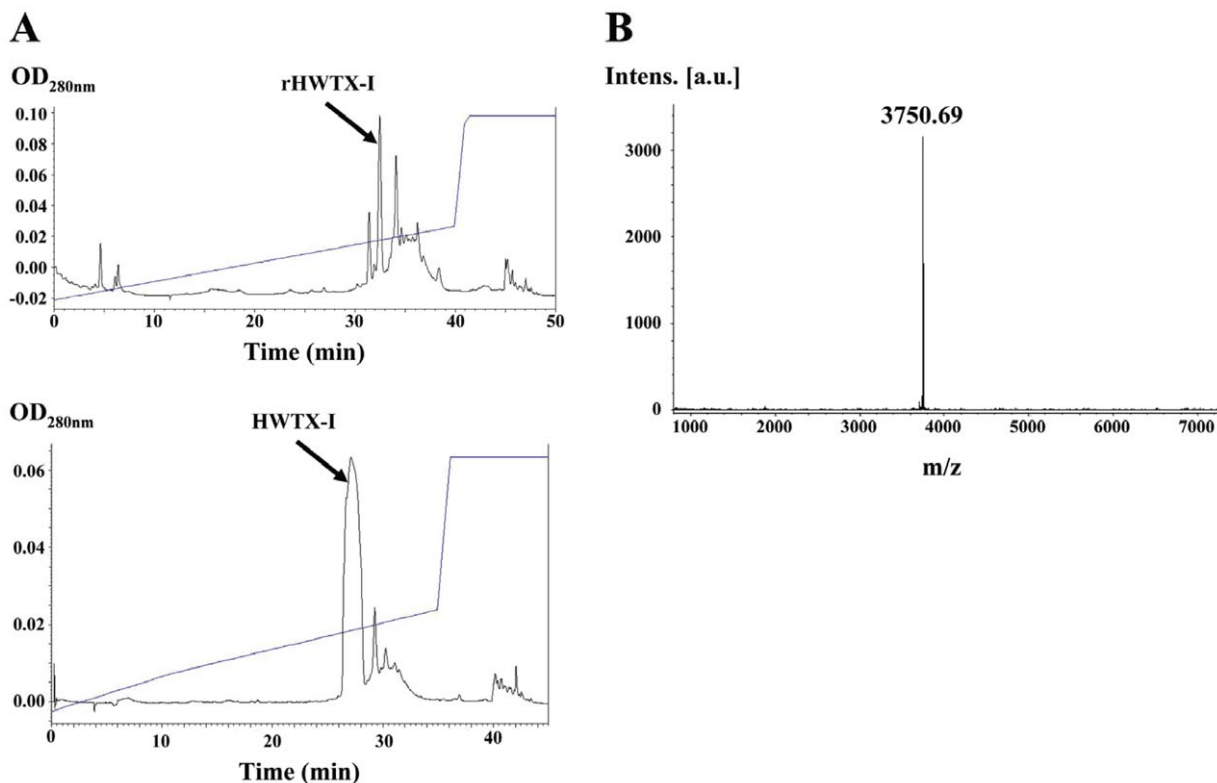 A
OD280nm
rHWTX-I
0.10
0.08
0.06
0.04
0.02
0.00
-0.02
0 10 20 30 40 50
Time (min)
OD280nm
HWTX-I
0.06
0.04
0.02
0.00
0 10 20 30 40
Time (min)
B
Intens. [a.u.]
3750.69
3000
2000
1000
0
1000 2000 3000 4000 5000 6000 7000
m/z